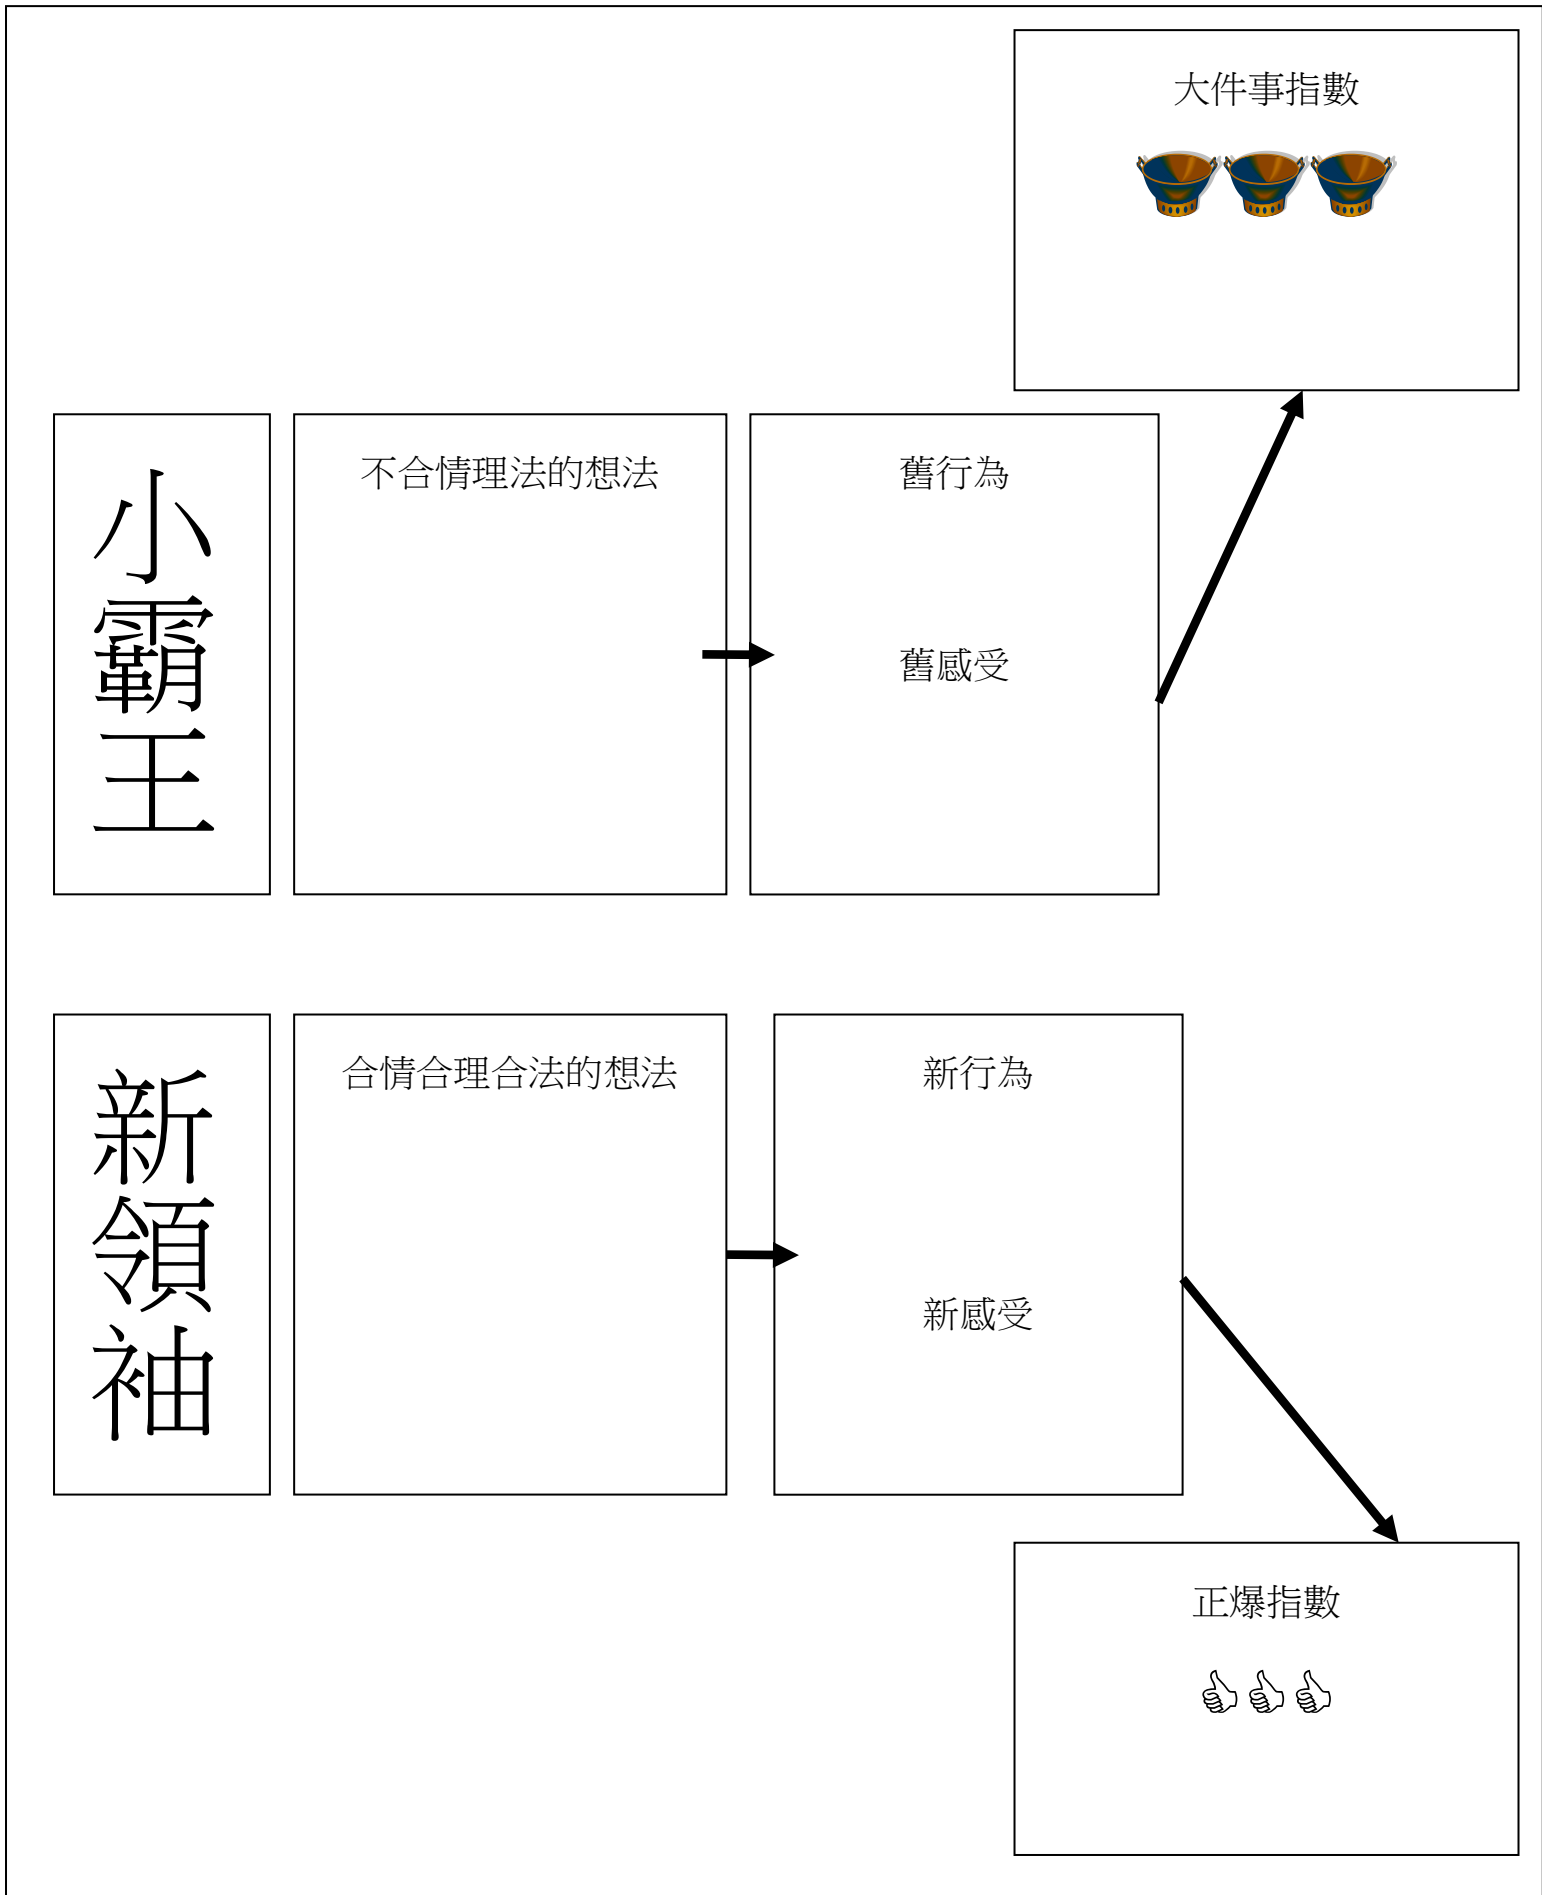 大件事指數
小霸王
不合情理法的想法
舊行為
舊感受
新領袖
合情合理合法的想法
新行為
新感受
正爆指數